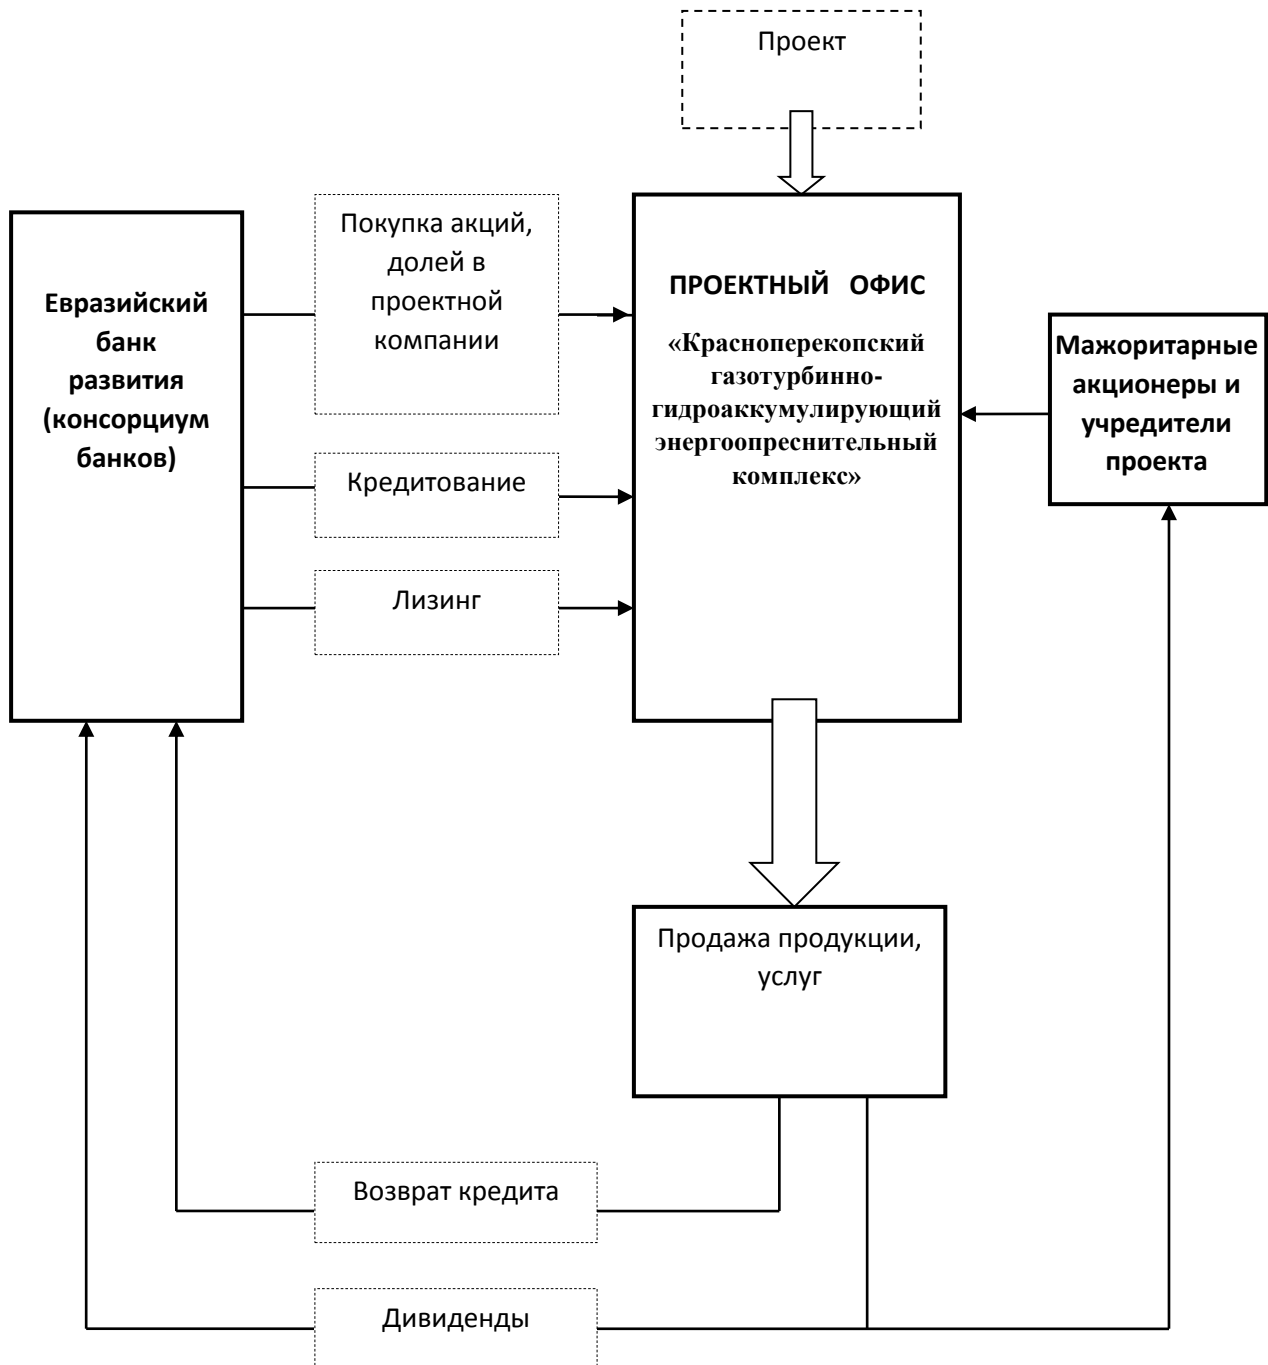 Проект
Евразийский
банк
развития
(консорциум
банков)
Покупка акций,
долей в
проектной
компании
Кредитование
Лизинг
ПРОЕКТНЫЙ ОФИС
«Красноперекопский
газотурбинно-
гидроаккумулирующий
энергоопреснительный
комплекс»
Мажоритарные
акционеры и
учредители
проекта
Продажа продукции,
услуг
Возврат кредита
Дивиденды